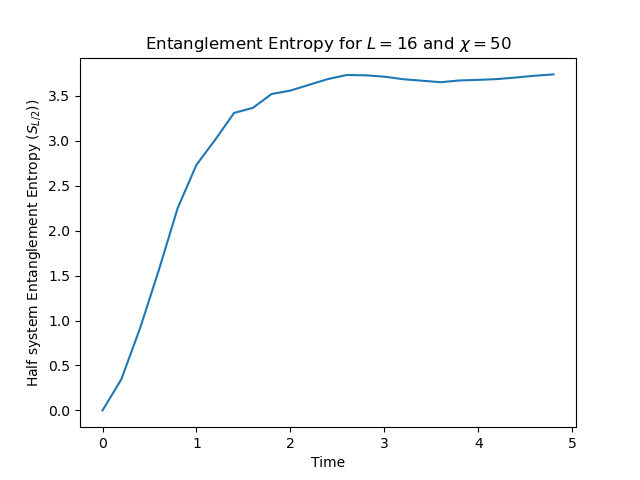 Entanglement Entropy for $L = 16$ and $\chi = 50$
Half system Entanglement Entropy ($S_{L/2}$))
3.5
3.0
2.5
2.0
1.5
1.0
0.5
0.0
0 1 2 3 4 5
Time